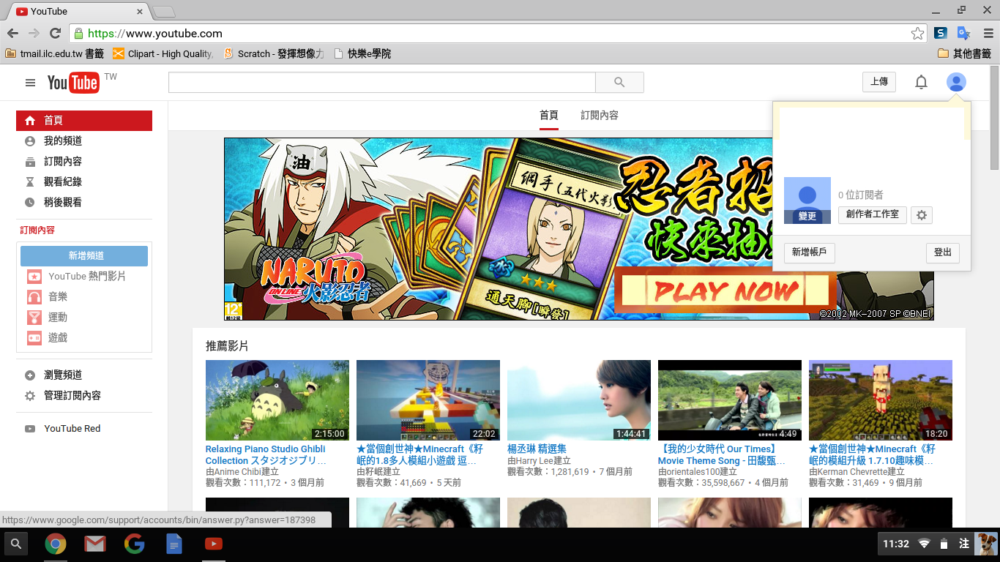 YouTube
https://www.youtube.com
tmail.ilc.edu.tw 書籤
Clipart - High Quality,
Scratch - 發揮想像力
快樂e學院
其他書籤
YouTube TW
上傳
首頁
我的頻道
訂閱內容
觀看紀錄
稍後觀看
訂閱內容
新增頻道
YouTube 熱門影片
音樂
運動
遊戲
瀏覽頻道
管理訂閱內容
YouTube Red
首頁
訂閱內容
0 位訂閱者
變更
創作者工作室
新增帳戶
登出
油
綱手(五代火影
忍者招
快來抽
NARUTO
ONLINE 火影忍者
通天腳[瞬發]
PLAY NOW
12+
©2002 MK–2007 SP ©BNEI
推薦影片
2:15:00
Relaxing Piano Studio Ghibli
Collection スタジオジブリ…
由Anime Chibi建立
觀看次數：111,172 • 3 個月前
22:02
★當個創世神★Minecraft《籽
岷的1.8多人模組小遊戲 逗…
由籽岷建立
觀看次數：41,669 • 5 天前
1:44:41
楊丞琳 精選集
由Harry Lee建立
觀看次數：1,281,619 • 7 個月前
4:49
【我的少女時代 Our Times】
Movie Theme Song - 田馥甄…
由orientales100建立
觀看次數：35,598,667 • 4 個月前
18:20
★當個創世神★Minecraft《籽
岷的模組升級 1.7.10趣味模…
由Kerman Chevrette建立
觀看次數：31,469 • 9 個月前
https://www.google.com/support/accounts/bin/answer.py?answer=187398
11:32
注